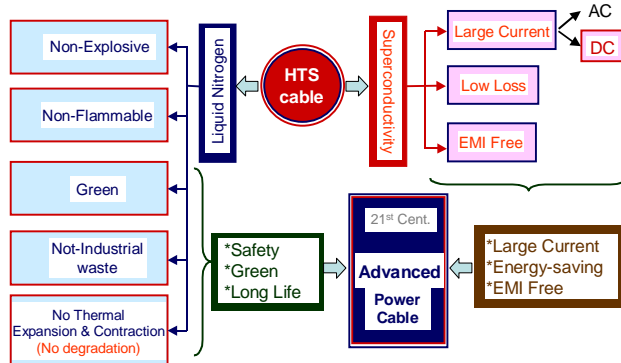 Non-Explosive
Non-Flammable
Green
Not-Industrial
waste
No Thermal
Expansion & Contraction
(No degradation)
Liquid Nitrogen
HTS
cable
Superconductivity
Large Current
AC
DC
Low Loss
EMI Free
*Safety
*Green
*Long Life
21st Cent.
Advanced
Power
Cable
*Large Current
*Energy-saving
*EMI Free